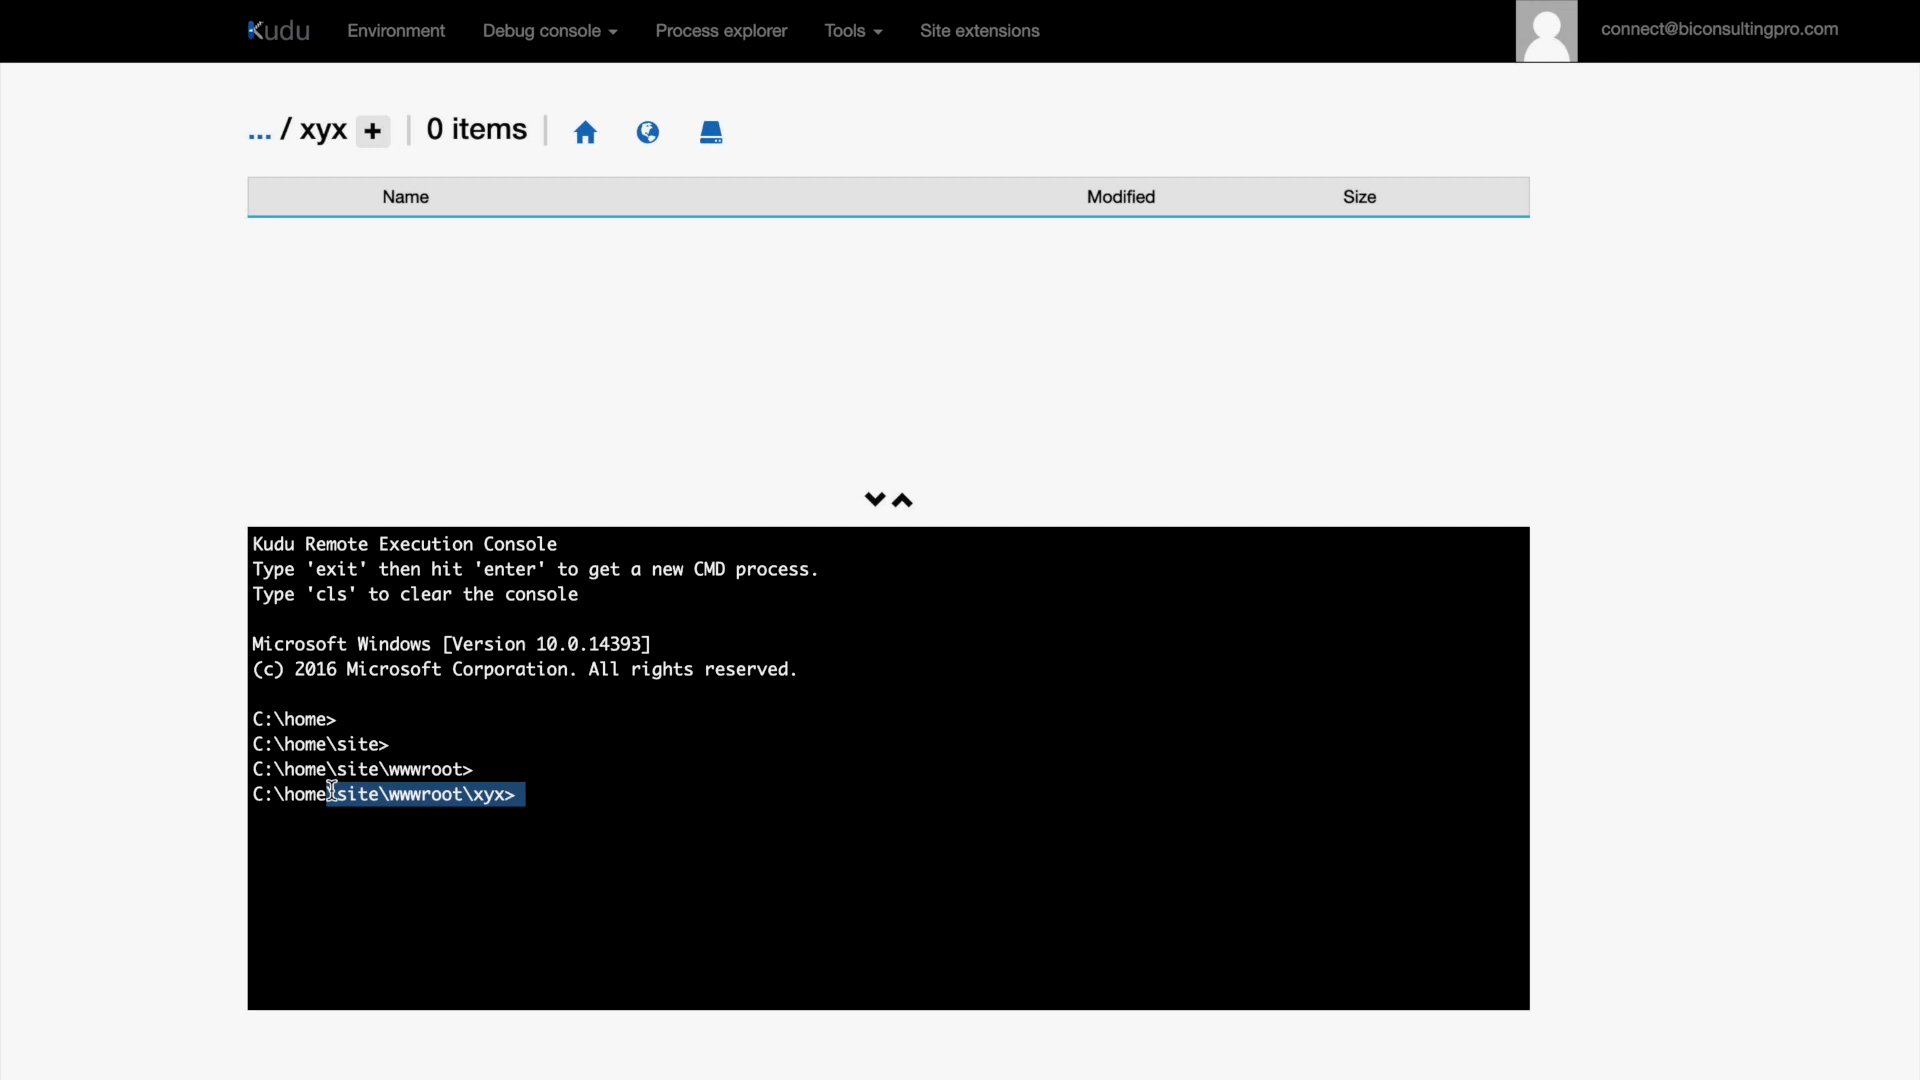 Kudu Environment Debug console Process explorer Tools Site extensions connect@biconsultingpro.com
... / xyx + | 0 items |
Name Modified Size
Kudu Remote Execution Console
Type 'exit' then hit 'enter' to get a new CMD process.
Type 'cls' to clear the console
Microsoft Windows [Version 10.0.14393]
(c) 2016 Microsoft Corporation. All rights reserved.
C:\home>
C:\home\site>
C:\home\site\wwwroot>
C:\home\site\wwwroot\xyx>